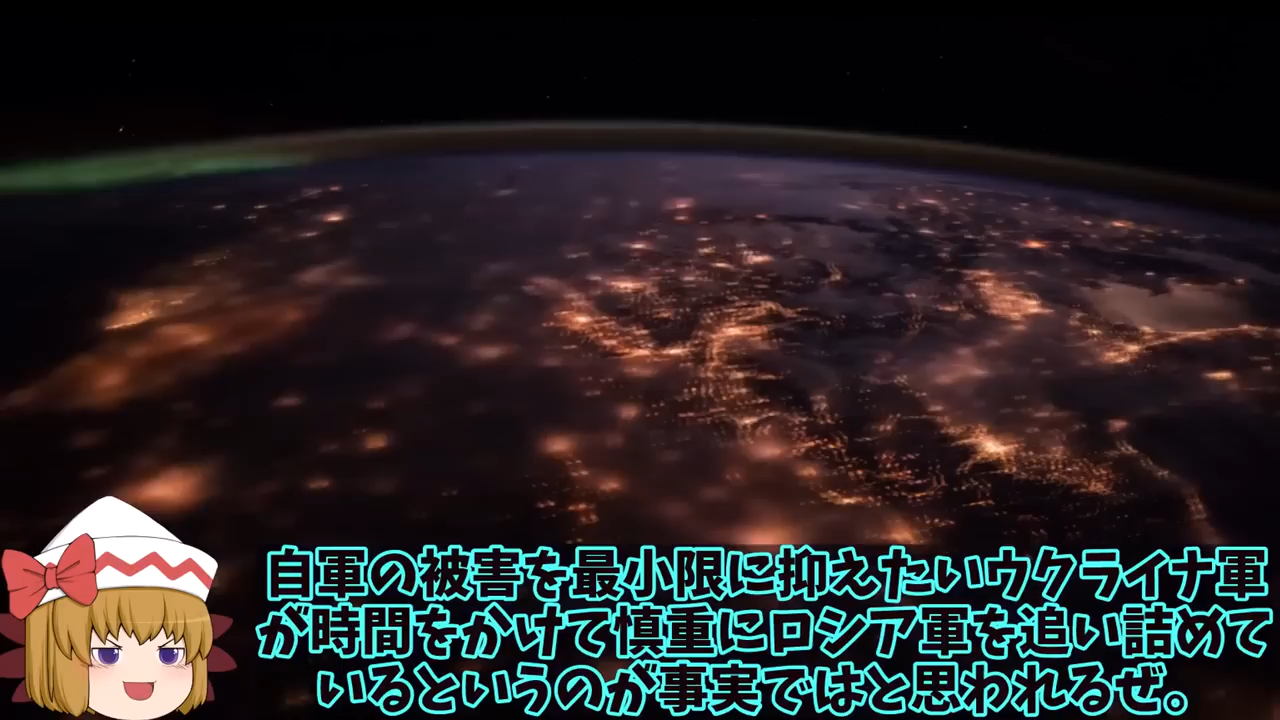 自軍の被害を最小限に抑えたいウクライナ軍
が時間をかけて慎重にロシア軍を追い詰めて
いるというのが事実ではと思われるぜ。